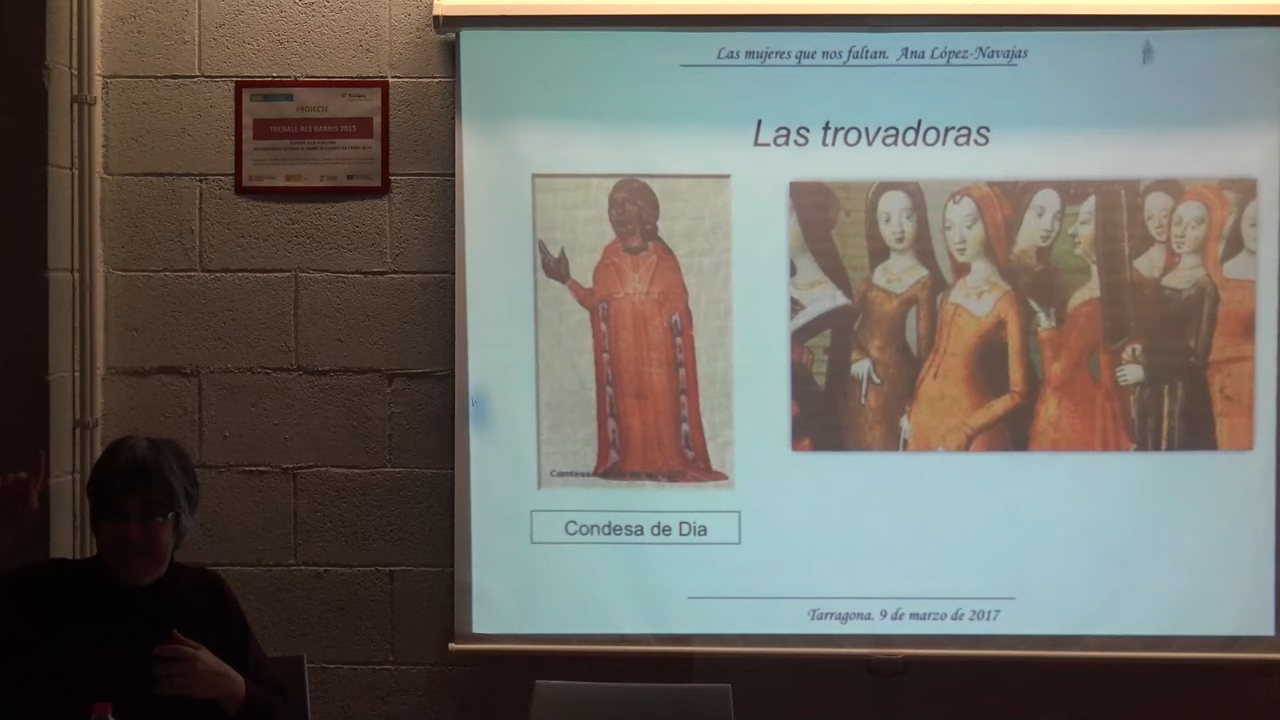 PROJECTE
TREBALL ALS BARRIS 2015
Las mujeres que nos faltan. Ana López-Navajas
Las trovadoras
Condesa de Dia
Tarragona. 9 de marzo de 2017